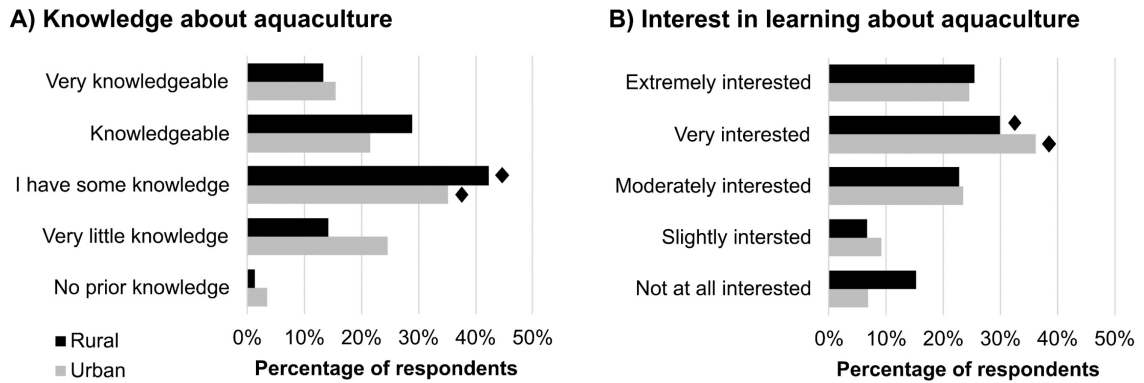 A) Knowledge about aquaculture
Very knowledgeable
Knowledgeable
I have some knowledge
Very little knowledge
No prior knowledge
0% 10% 20% 30% 40% 50%
Percentage of respondents
Rural
Urban
B) Interest in learning about aquaculture
Extremely interested
Very interested
Moderately interested
Slightly intersted
Not at all interested
0% 10% 20% 30% 40% 50%
Percentage of respondents